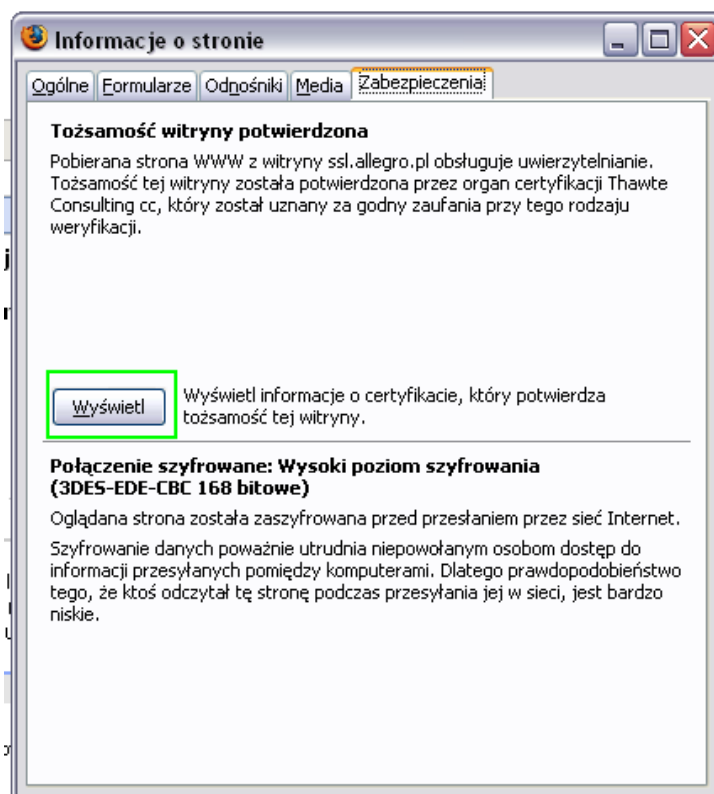 Informacje o stronie
Ogólne Formularze Odnośniki Media Zabezpieczenia
Tożsamość witryny potwierdzona
Pobierana strona WWW z witryny ssl.allegro.pl obsługuje uwierzytelnianie.
Tożsamość tej witryny została potwierdzona przez organ certyfikacji Thawte
Consulting cc, który został uznany za godny zaufania przy tego rodzaju
weryfikacji.
Wyświetl
Wyświetl informacje o certyfikacie, który potwierdza
tożsamość tej witryny.
Połączenie szyfrowane: Wysoki poziom szyfrowania
(3DES-EDE-CBC 168 bitowe)
Oglądana strona została zaszyfrowana przed przesłaniem przez sieć Internet.
Szyfrowanie danych poważnie utrudnia niepowołanym osobom dostęp do
informacji przesyłanych pomiędzy komputerami. Dlatego prawdopodobieństwo
tego, że ktoś odczytał tę stronę podczas przesyłania jej w sieci, jest bardzo
niskie.